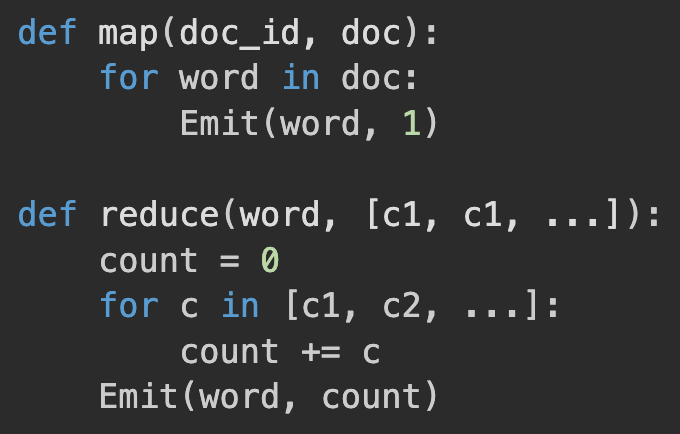 def map(doc_id, doc):
    for word in doc:
        Emit(word, 1)

def reduce(word, [c1, c1, ...]):
    count = 0
    for c in [c1, c2, ...]:
        count += c
    Emit(word, count)